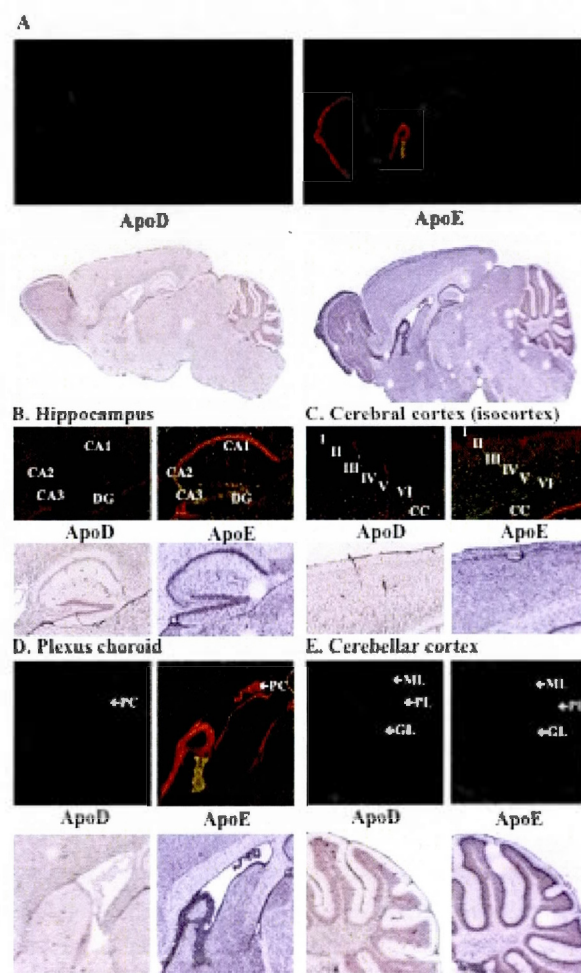 A
ApoD ApoE
B. Hippocampus C. Cerebral cortex (isocortex)
CA1 CA2 CA3 DG CA1 CA2 CA3 DG I II III IV V VI CC I II III IV V VI CC
ApoD ApoE ApoD ApoE
D. Plexus choroid E. Cerebellar cortex
PC PC ML PL GL ML PL GL
ApoD ApoE ApoD ApoE